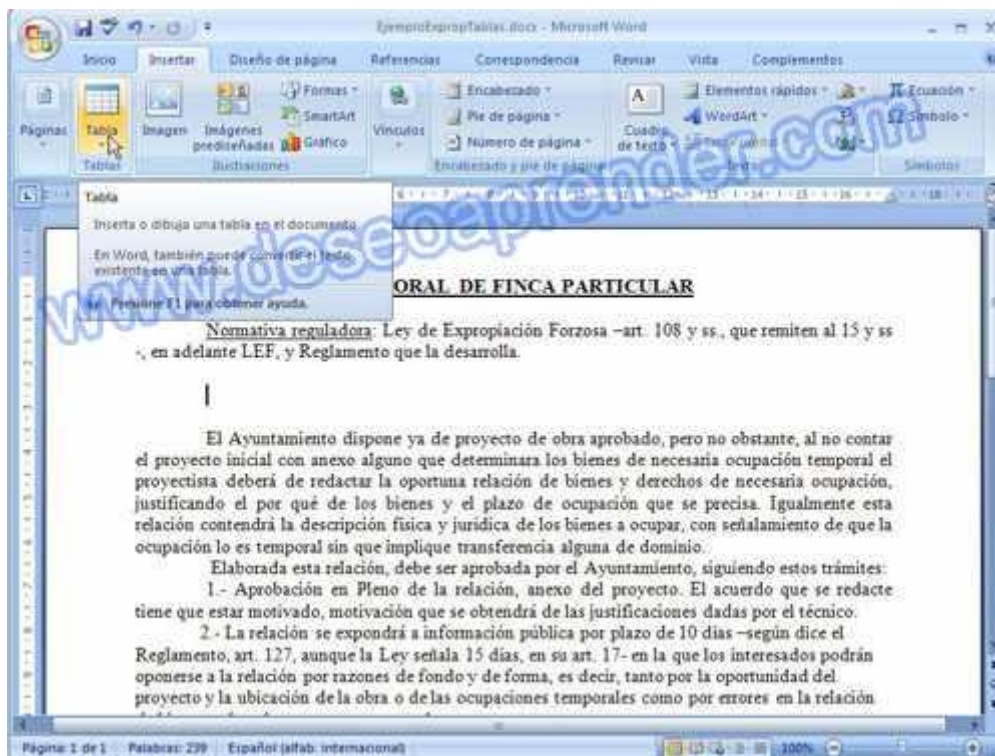 EjemploExpropTablas.docx - Microsoft Word
Inicio Insertar Diseño de página Referencias Correspondencia Revisar Vista Complementos
Páginas Tabla Imagen Imágenes prediseñadas Formas SmartArt Gráfico Vínculos Encabezado Pie de página Número de página Cuadro de texto Elementos rápidos WordArt Ecuación Símbolo
Tablas Ilustraciones Encabezado y pie de página Texto Símbolos
Tabla
Inserta o dibuja una tabla en el documento.
En Word, también puede convertir el texto
existente en una tabla.
Presione F1 para obtener ayuda.
www.deseoaprender.com
ORAL DE FINCA PARTICULAR
Normativa reguladora: Ley de Expropiación Forzosa –art. 108 y ss., que remiten al 15 y ss
-, en adelante LEF, y Reglamento que la desarrolla.
El Ayuntamiento dispone ya de proyecto de obra aprobado, pero no obstante, al no contar
el proyecto inicial con anexo alguno que determinara los bienes de necesaria ocupación temporal el
proyectista deberá de redactar la oportuna relación de bienes y derechos de necesaria ocupación,
justificando el por qué de los bienes y el plazo de ocupación que se precisa. Igualmente esta
relación contendrá la descripción física y jurídica de los bienes a ocupar, con señalamiento de que la
ocupación lo es temporal sin que implique transferencia alguna de dominio.
Elaborada esta relación, debe ser aprobada por el Ayuntamiento, siguiendo estos trámites:
1.- Aprobación en Pleno de la relación, anexo del proyecto. El acuerdo que se redacte
tiene que estar motivado, motivación que se obtendrá de las justificaciones dadas por el técnico.
2.- La relación se expondrá a información pública por plazo de 10 días –según dice el
Reglamento, art. 127, aunque la Ley señala 15 días, en su art. 17- en la que los interesados podrán
oponerse a la relación por razones de fondo y de forma, es decir, tanto por la oportunidad del
proyecto y la ubicación de la obra o de las ocupaciones temporales como por errores en la relación
Página: 1 de 1 Palabras: 239 Español (alfab. internacional) 100%